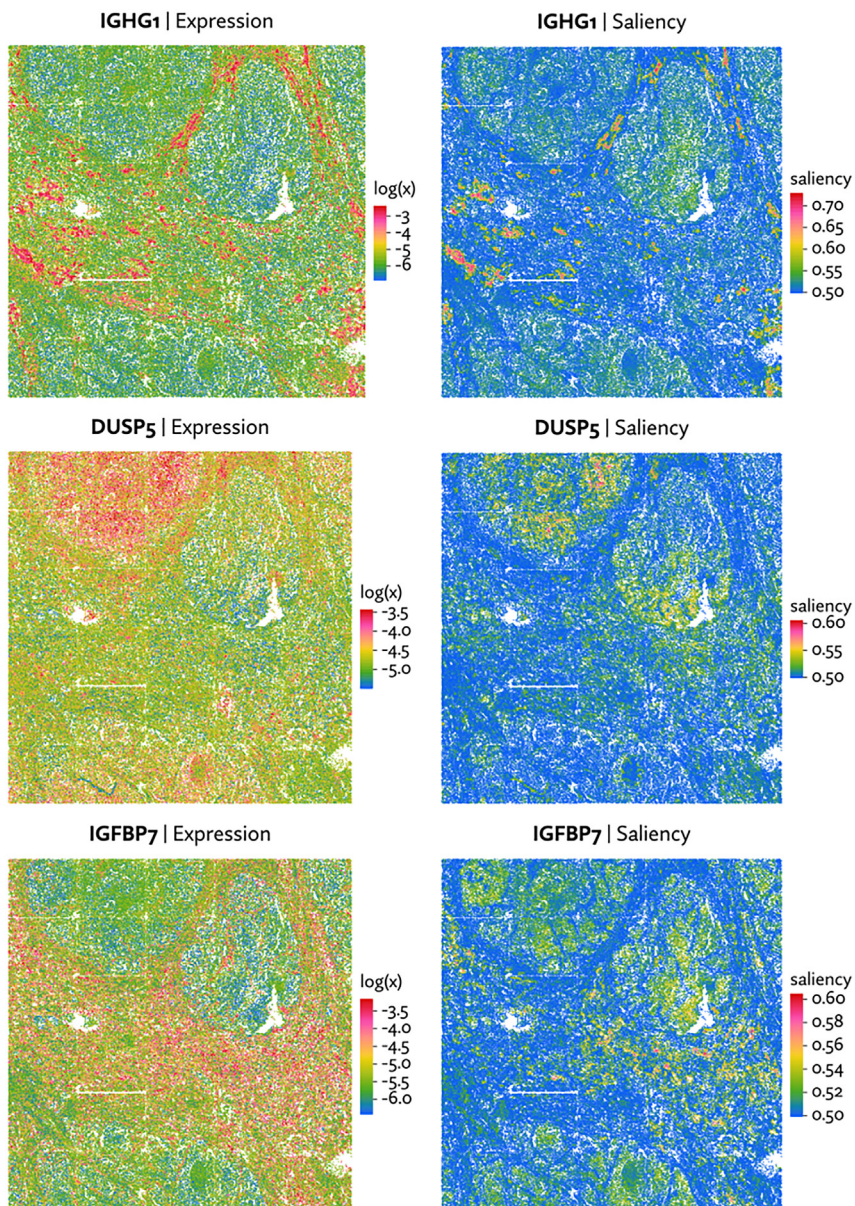 IGHG1 | Expression
IGHG1 | Saliency
log(x)
-3
-4
-5
-6
saliency
0.70
0.65
0.60
0.55
0.50
DUSP5 | Expression
DUSP5 | Saliency
log(x)
-3.5
-4.0
-4.5
-5.0
saliency
0.60
0.55
0.50
IGFBP7 | Expression
IGFBP7 | Saliency
log(x)
-3.5
-4.0
-4.5
-5.0
-5.5
-6.0
saliency
0.60
0.58
0.56
0.54
0.52
0.50